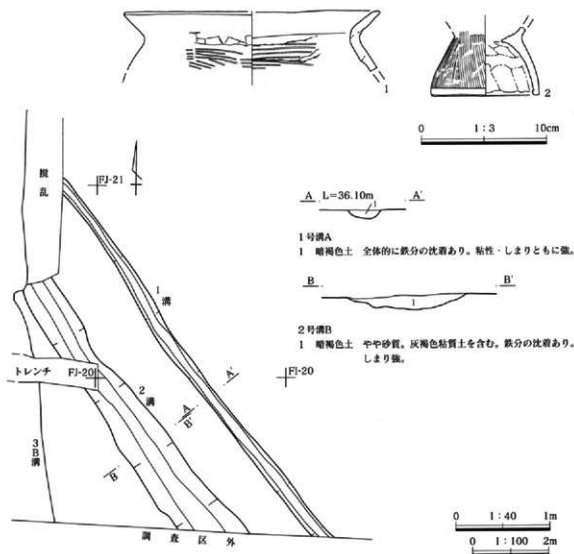 1
2
0 1:3 10cm
撹乱
FJ-21
A L=36.10m A'
1
1号溝A
1 暗褐色土 全体的に鉄分の沈着あり。粘性・しまりともに強。
B B'
1
2号溝B
1 暗褐色土 やや砂質。灰褐色粘質土を含む。鉄分の沈着あり。
しまり強。
1溝
トレンチ
FJ-20
2溝
A'
FI-20
A
B'
3B溝
B
調査区外
0 1:40 1m
0 1:100 2m